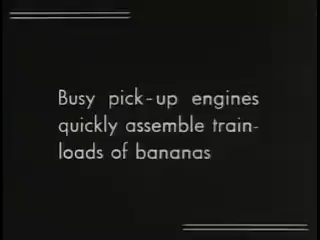 Busy pick-up engines
quickly assemble train-
loads of bananas